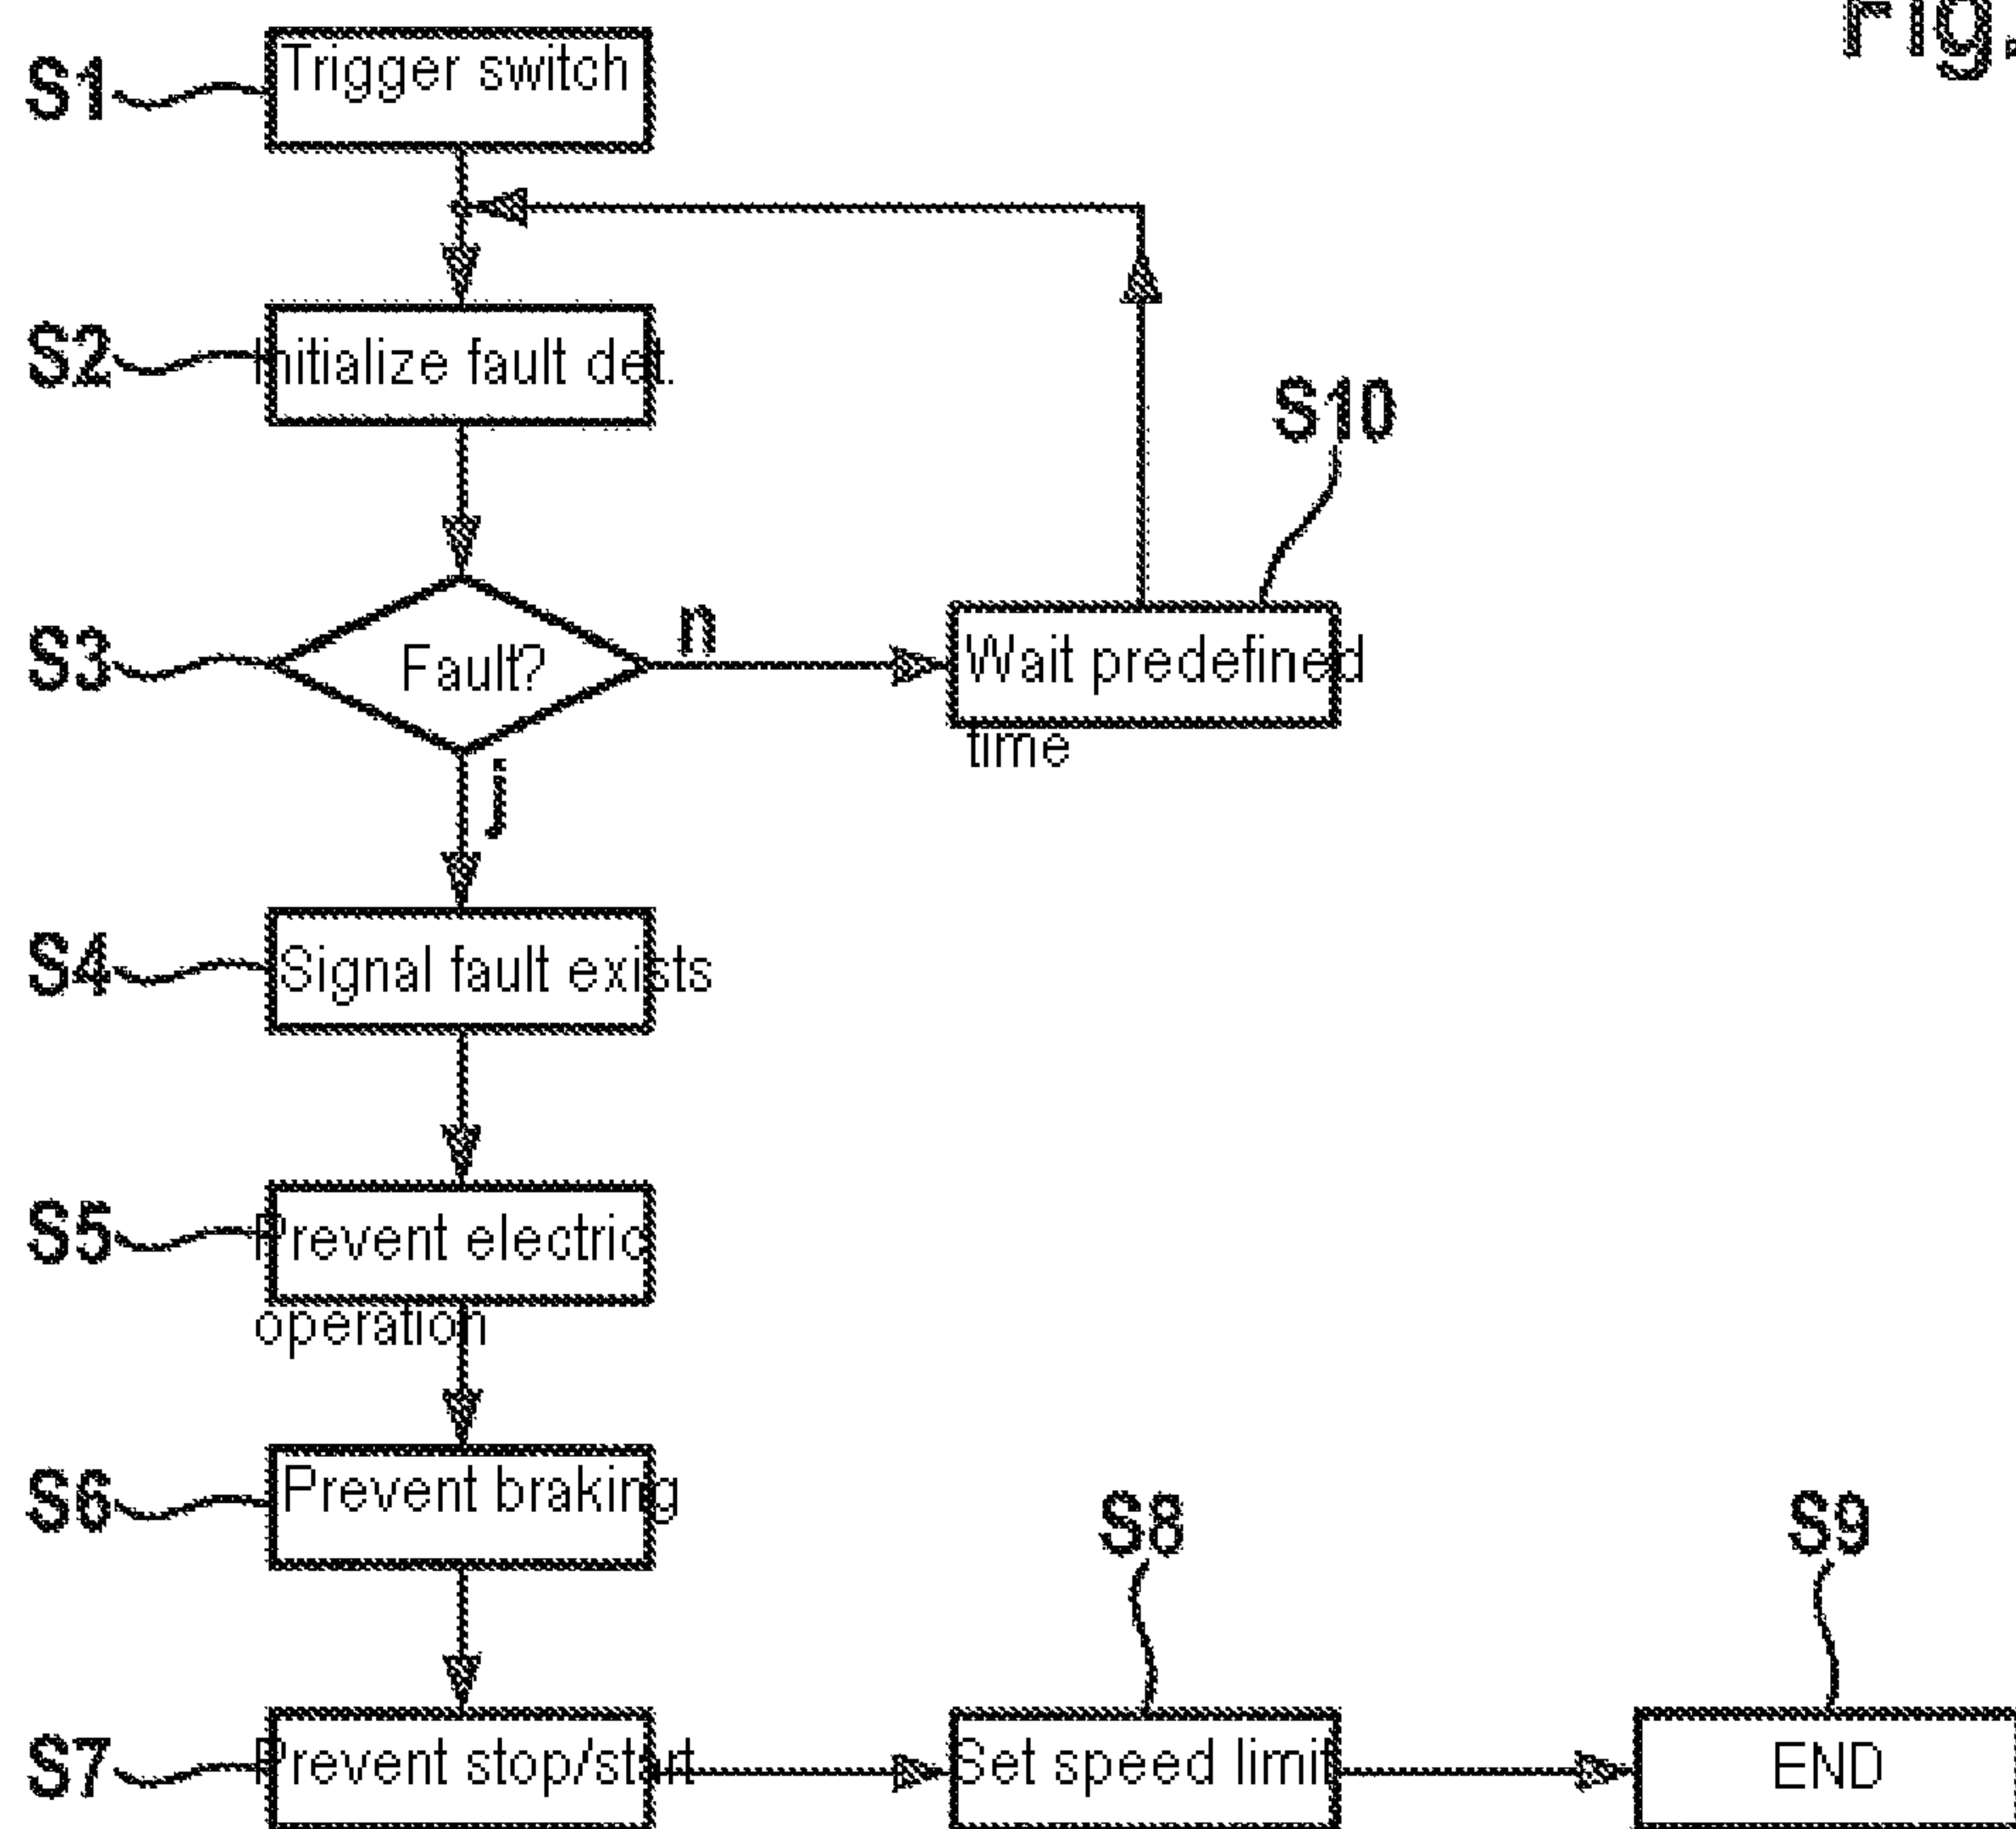 Fig.
S1
Trigger switch
S2
Initialize fault det.
S10
S3
Fault?
n
Wait predefined
time
j
S4
Signal fault exists
S5
Prevent electric
operation
S6
Prevent braking
S8
S9
S7
Prevent stop/start
Set speed limit
END